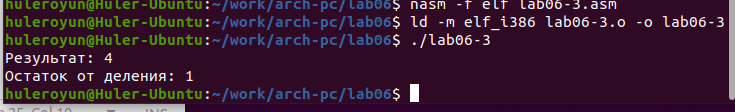 huleroyun@Huler-Ubuntu:~/work/arch-pc/lab06$ nasm -f elf lab06-3.asm
huleroyun@Huler-Ubuntu:~/work/arch-pc/lab06$ ld -m elf_i386 lab06-3.o -o lab06-3
huleroyun@Huler-Ubuntu:~/work/arch-pc/lab06$ ./lab06-3
Результат: 4
Остаток от деления: 1
huleroyun@Huler-Ubuntu:~/work/arch-pc/lab06$